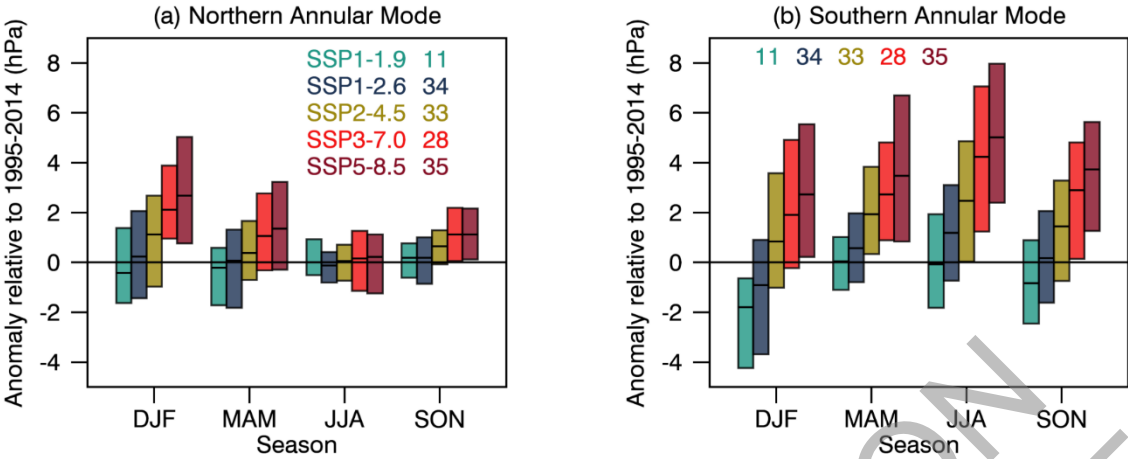 (a) Northern Annular Mode
Anomaly relative to 1995-2014 (hPa)
8
6
4
2
0
-2
-4
SSP1-1.9 11
SSP1-2.6 34
SSP2-4.5 33
SSP3-7.0 28
SSP5-8.5 35
DJF MAM JJA SON
Season
(b) Southern Annular Mode
Anomaly relative to 1995-2014 (hPa)
8
6
4
2
0
-2
-4
11 34 33 28 35
DJF MAM JJA SON
Season
ON